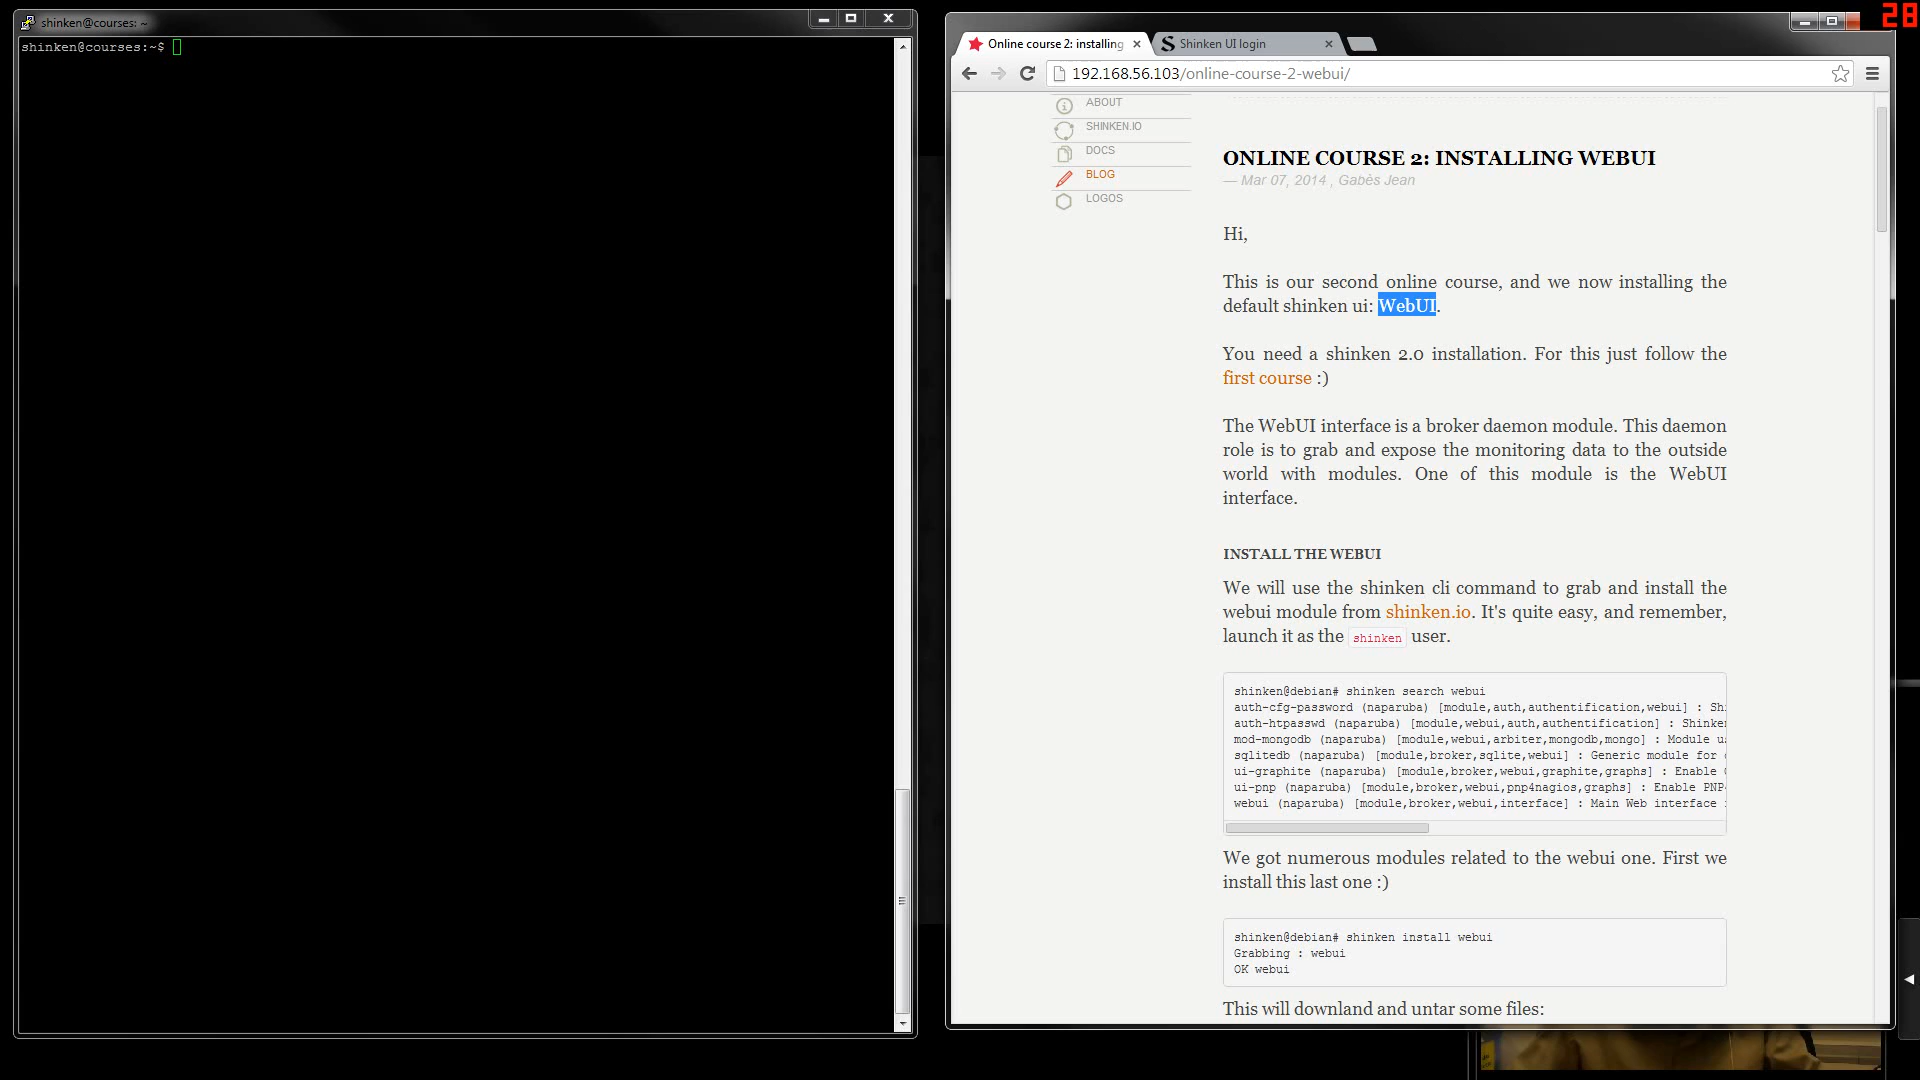 shinken@courses: ~
shinken@courses:~$
28
Online course 2: installing
Shinken UI login
192.168.56.103/online-course-2-webui/
ABOUT
SHINKEN.IO
DOCS
BLOG
LOGOS
ONLINE COURSE 2: INSTALLING WEBUI
— Mar 07, 2014 , Gabès Jean
Hi,
This is our second online course, and we now installing the
default shinken ui: WebUI.
You need a shinken 2.0 installation. For this just follow the
first course :)
The WebUI interface is a broker daemon module. This daemon
role is to grab and expose the monitoring data to the outside
world with modules. One of this module is the WebUI
interface.
INSTALL THE WEBUI
We will use the shinken cli command to grab and install the
webui module from shinken.io. It's quite easy, and remember,
launch it as the shinken user.
shinken@debian# shinken search webui
auth-cfg-password (naparuba) [module,auth,authentification,webui] : Sh
auth-htpasswd (naparuba) [module,webui,auth,authentification] : Shinke
mod-mongodb (naparuba) [module,webui,arbiter,mongodb,mongo] : Module u
sqlitedb (naparuba) [module,broker,sqlite,webui] : Generic module for
ui-graphite (naparuba) [module,broker,webui,graphite,graphs] : Enable
ui-pnp (naparuba) [module,broker,webui,pnp4nagios,graphs] : Enable PNP
webui (naparuba) [module,broker,webui,interface] : Main Web interface
We got numerous modules related to the webui one. First we
install this last one :)
shinken@debian# shinken install webui
Grabbing : webui
OK webui
This will downland and untar some files: